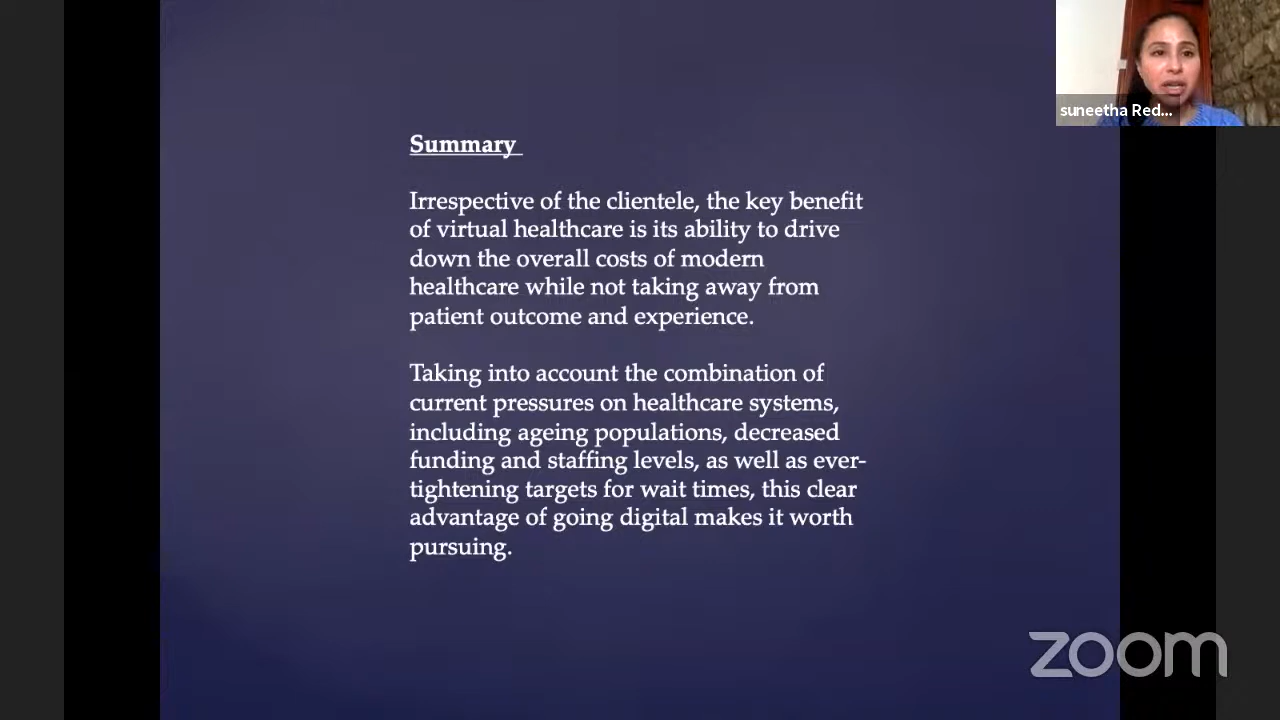 suneetha Red...
Summary
Irrespective of the clientele, the key benefit
of virtual healthcare is its ability to drive
down the overall costs of modern
healthcare while not taking away from
patient outcome and experience.
Taking into account the combination of
current pressures on healthcare systems,
including ageing populations, decreased
funding and staffing levels, as well as ever-
tightening targets for wait times, this clear
advantage of going digital makes it worth
pursuing.
zoom